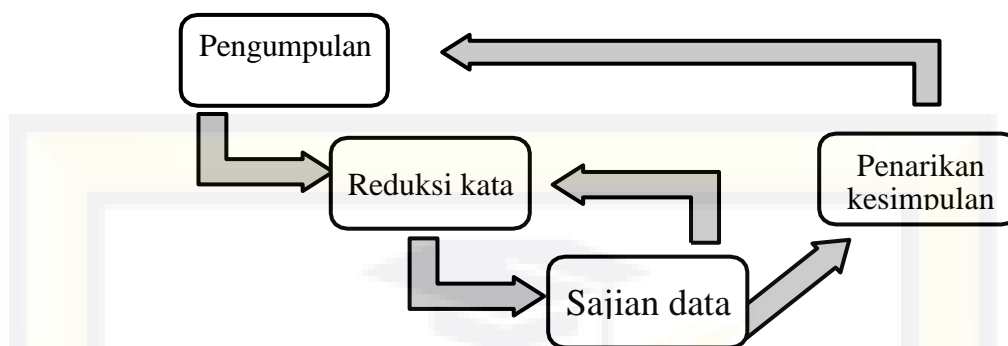 Pengumpulan
Reduksi kata
Penarikan
kesimpulan
Sajian data